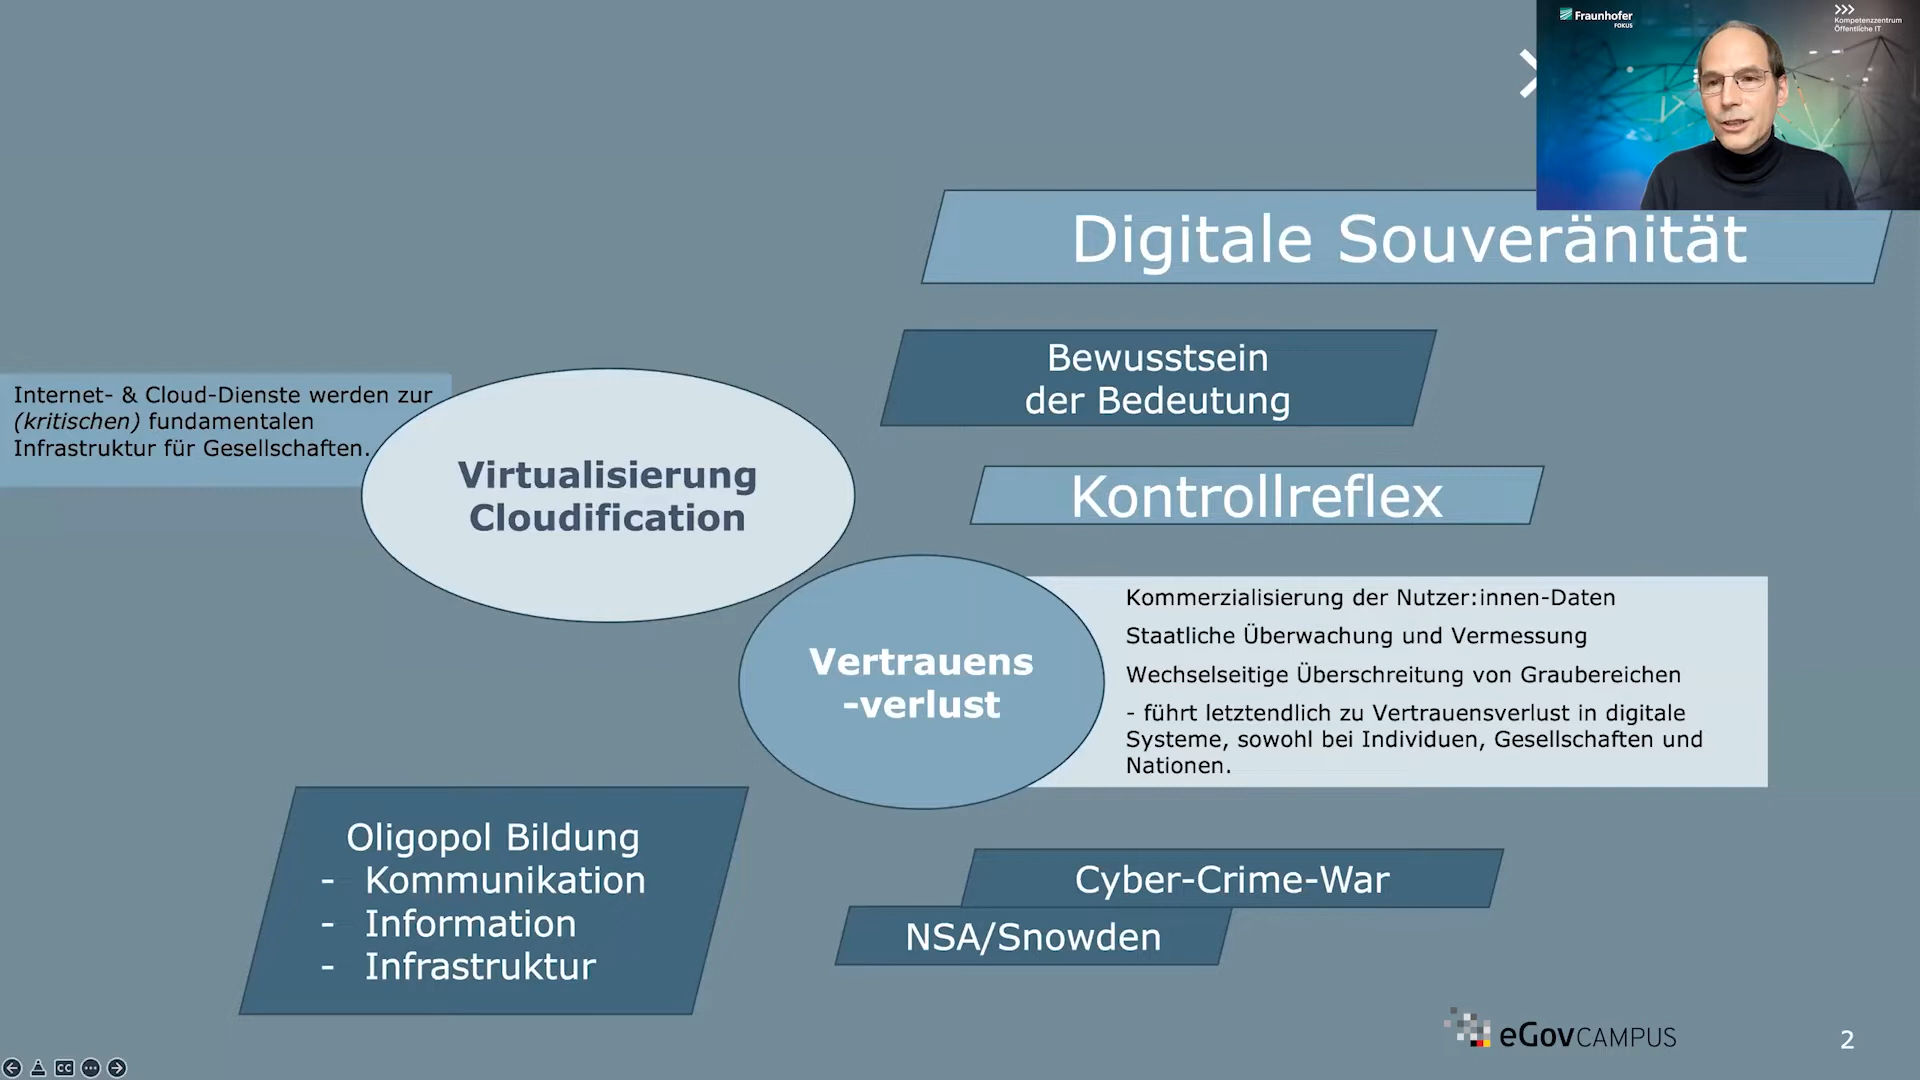 Fraunhofer
FOKUS
Kompetenzzentrum
Öffentliche IT
Digitale Souveränität
Bewusstsein
der Bedeutung
Internet- & Cloud-Dienste werden zur
(kritischen) fundamentalen
Infrastruktur für Gesellschaften.
Virtualisierung
Cloudification
Kontrollreflex
Vertrauens
-verlust
Kommerzialisierung der Nutzer:innen-Daten
Staatliche Überwachung und Vermessung
Wechselseitige Überschreitung von Graubereichen
- führt letztendlich zu Vertrauensverlust in digitale
Systeme, sowohl bei Individuen, Gesellschaften und
Nationen.
Oligopol Bildung
- Kommunikation
- Information
- Infrastruktur
Cyber-Crime-War
NSA/Snowden
eGovCAMPUS
2
CC